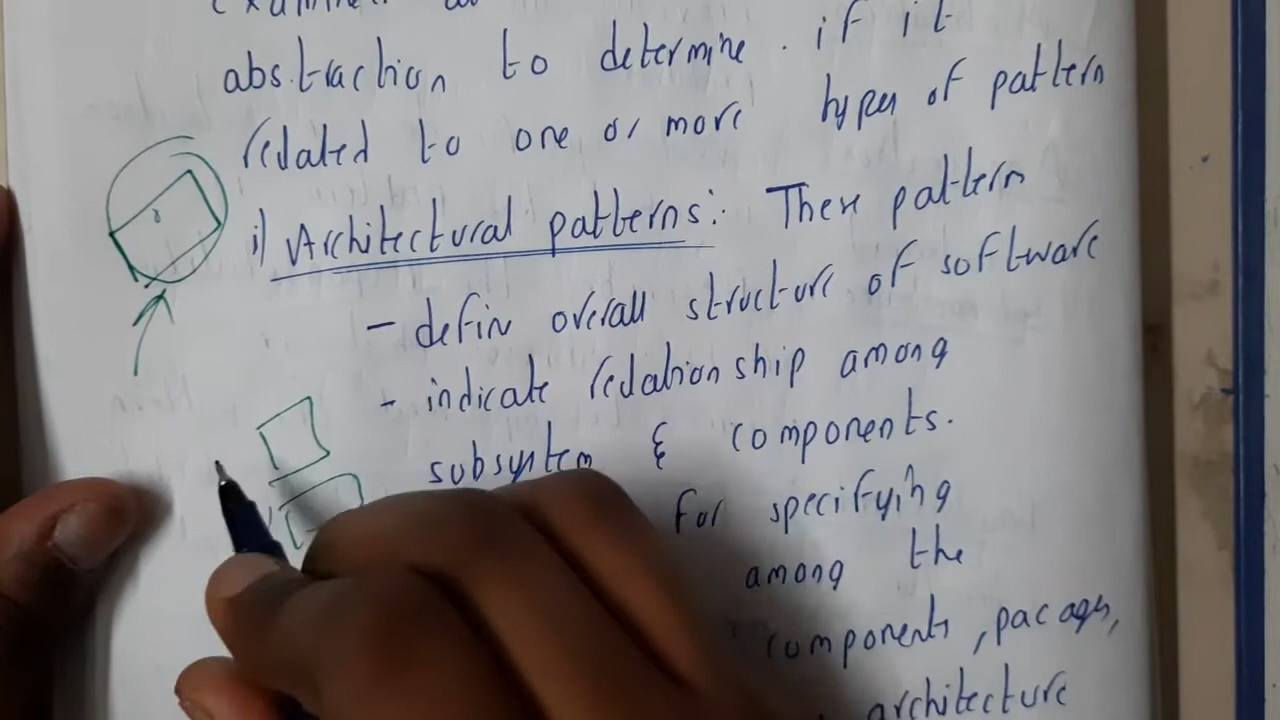 abstraction to determine if it
related to one or more types of pattern
i) Architectural patterns: These pattern
- defin overall structure of software
- indicate relationship among
subsystem & components.
for specifying
among the
components, pacages,
architecture